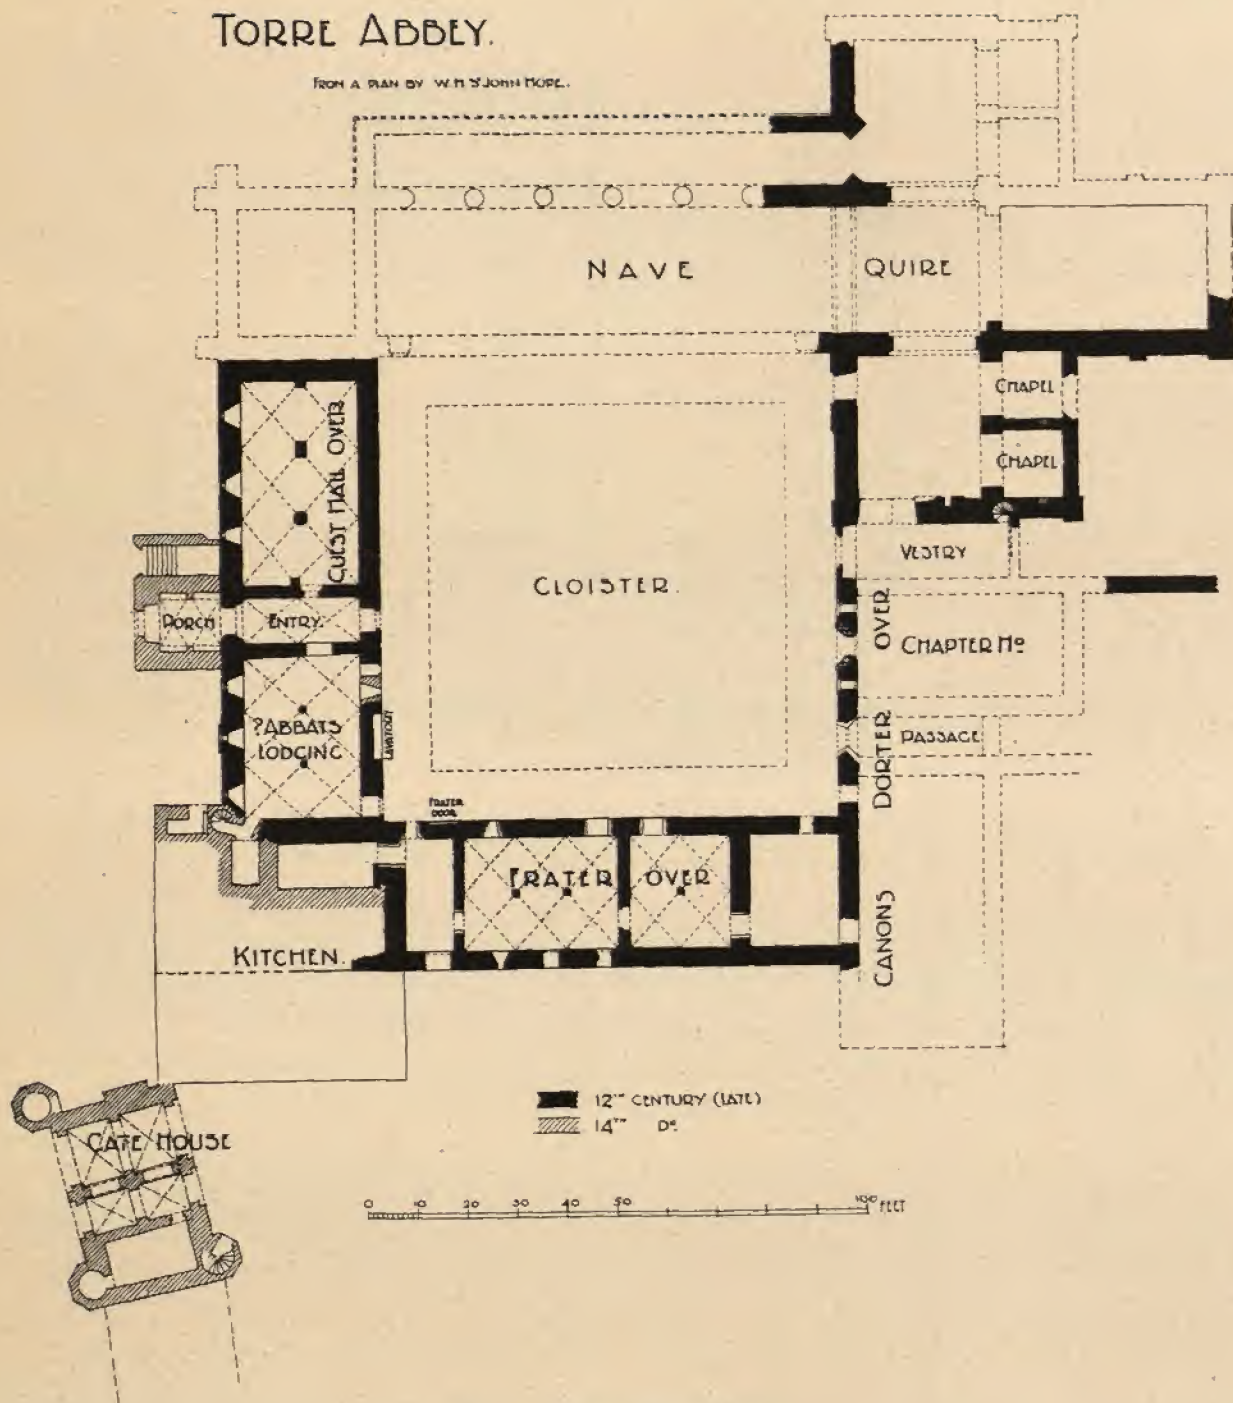 TORRE ABBEY.
FROM A PLAN BY W. H. ST JOHN HOPE.
NAVE
QUIRE
CHAPEL
CHAPEL
GUEST HALL OVER
VESTRY
CLOISTER.
PORCH
ENTRY.
CHAPTER HO
?ABBATS
LODGING
LAVATORY
PASSAGE
CANONS DORTER OVER
FRATER
DOOR
FRATER OVER
KITCHEN.
12TH CENTURY (LATE)
14TH DO
GATE HOUSE
0 10 20 30 40 50 100 FEET